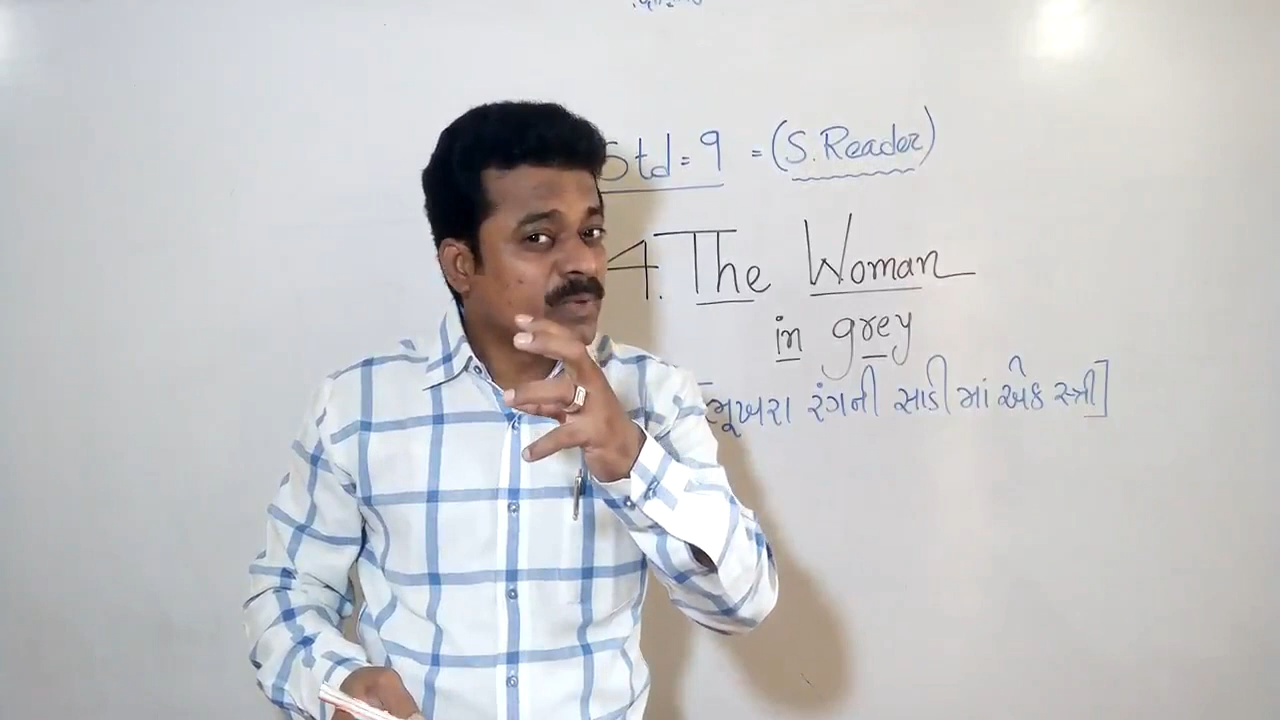 Std = 9 = (S. Reader)
4. The Woman
in grey
ભૂખરા રંગની સાડીમાં એક સ્ત્રી]